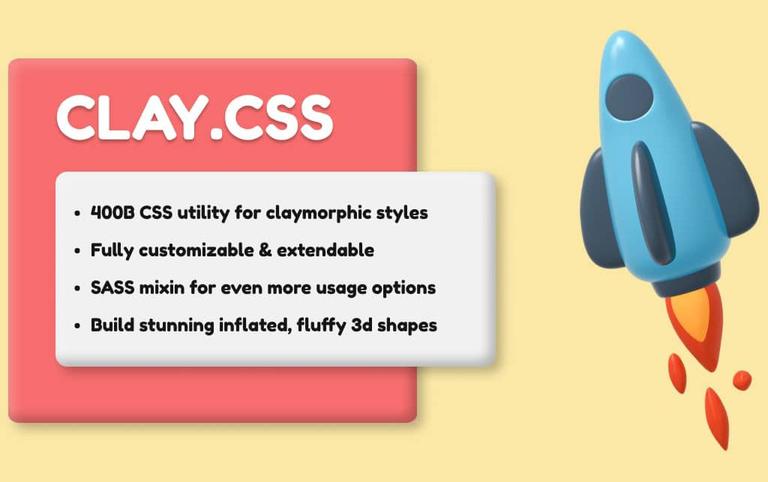 CLAY.CSS
• 400B CSS utility for claymorphic styles
• Fully customizable & extendable
• SASS mixin for even more usage options
• Build stunning inflated, fluffy 3d shapes